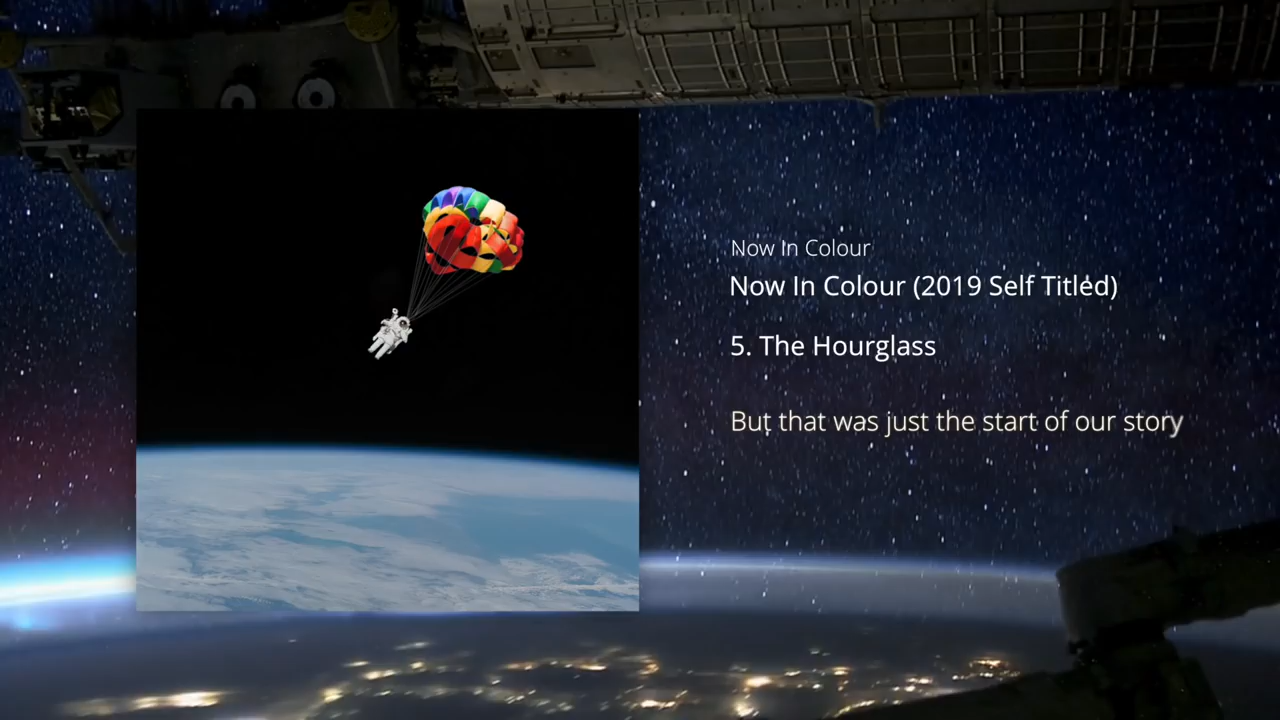 Now In Colour
Now In Colour (2019 Self Titled)
5. The Hourglass
But that was just the start of our story